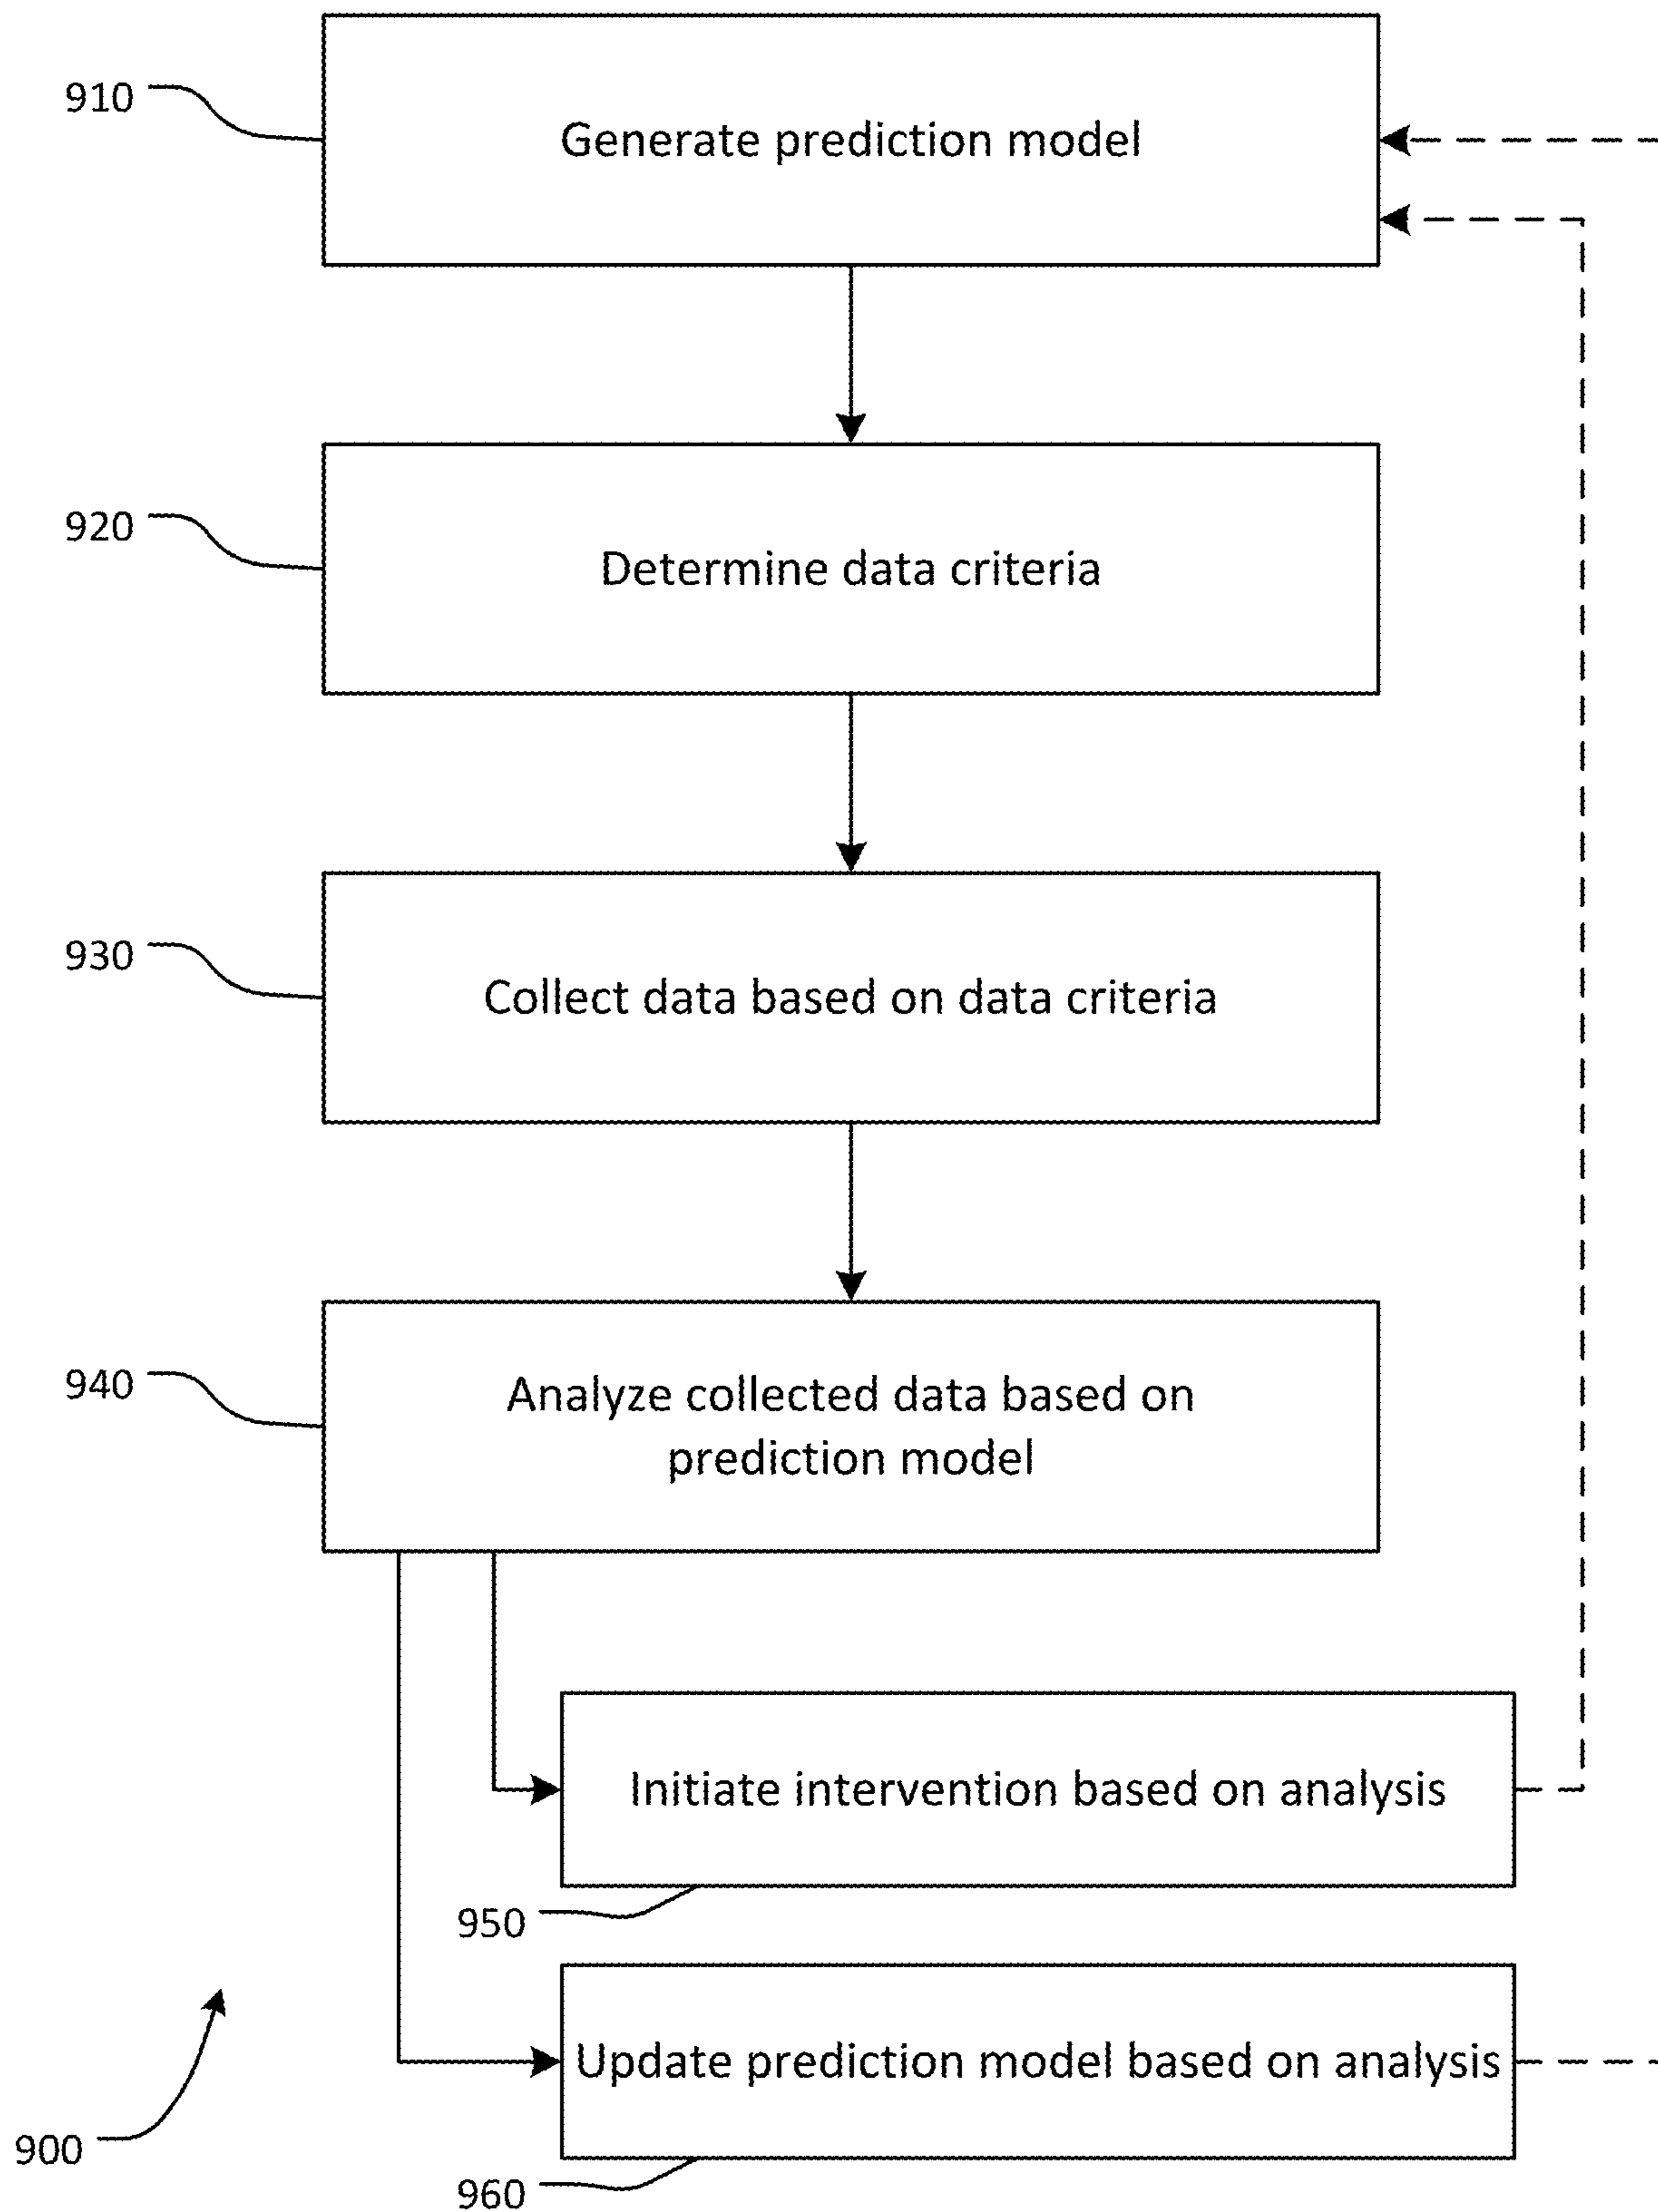 910
Generate prediction model
920
Determine data criteria
930
Collect data based on data criteria
940
Analyze collected data based on
prediction model
Initiate intervention based on analysis
950
Update prediction model based on analysis
900
960